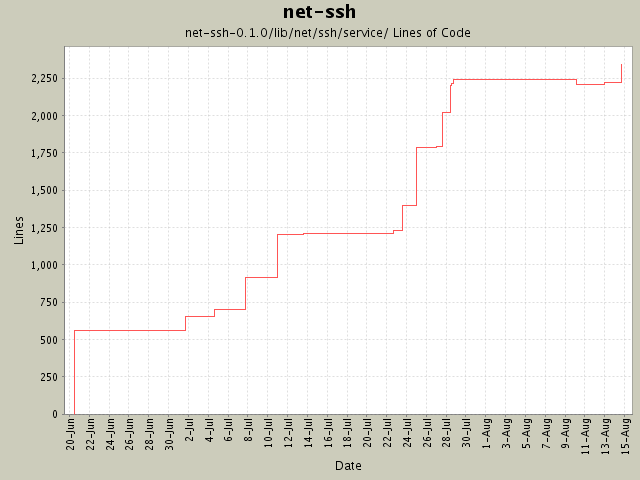 net-ssh
net-ssh-0.1.0/lib/net/ssh/service/ Lines of Code
Lines
2,250
2,000
1,750
1,500
1,250
1,000
750
500
250
0
20-Jun
22-Jun
24-Jun
26-Jun
28-Jun
30-Jun
2-Jul
4-Jul
6-Jul
8-Jul
10-Jul
12-Jul
14-Jul
16-Jul
18-Jul
20-Jul
22-Jul
24-Jul
26-Jul
28-Jul
30-Jul
1-Aug
3-Aug
5-Aug
7-Aug
9-Aug
11-Aug
13-Aug
15-Aug
Date